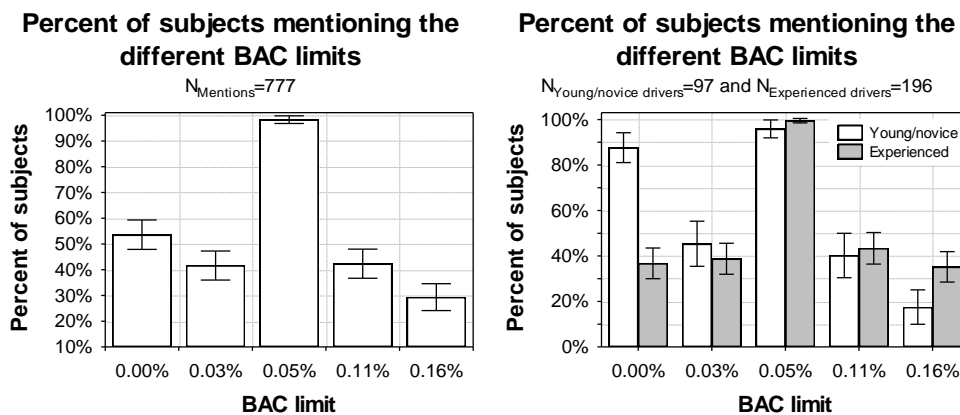 Percent of subjects mentioning the
different BAC limits
N Mentions=777
Percent of subjects
100%
90%
80%
70%
60%
50%
40%
30%
20%
10%
0.00% 0.03% 0.05% 0.11% 0.16%
BAC limit
Percent of subjects mentioning the
different BAC limits
N Young/novice drivers=97 and N Experienced drivers=196
Percent of subjects
100%
80%
60%
40%
20%
0%
Young/novice
Experienced
0.00% 0.03% 0.05% 0.11% 0.16%
BAC limit